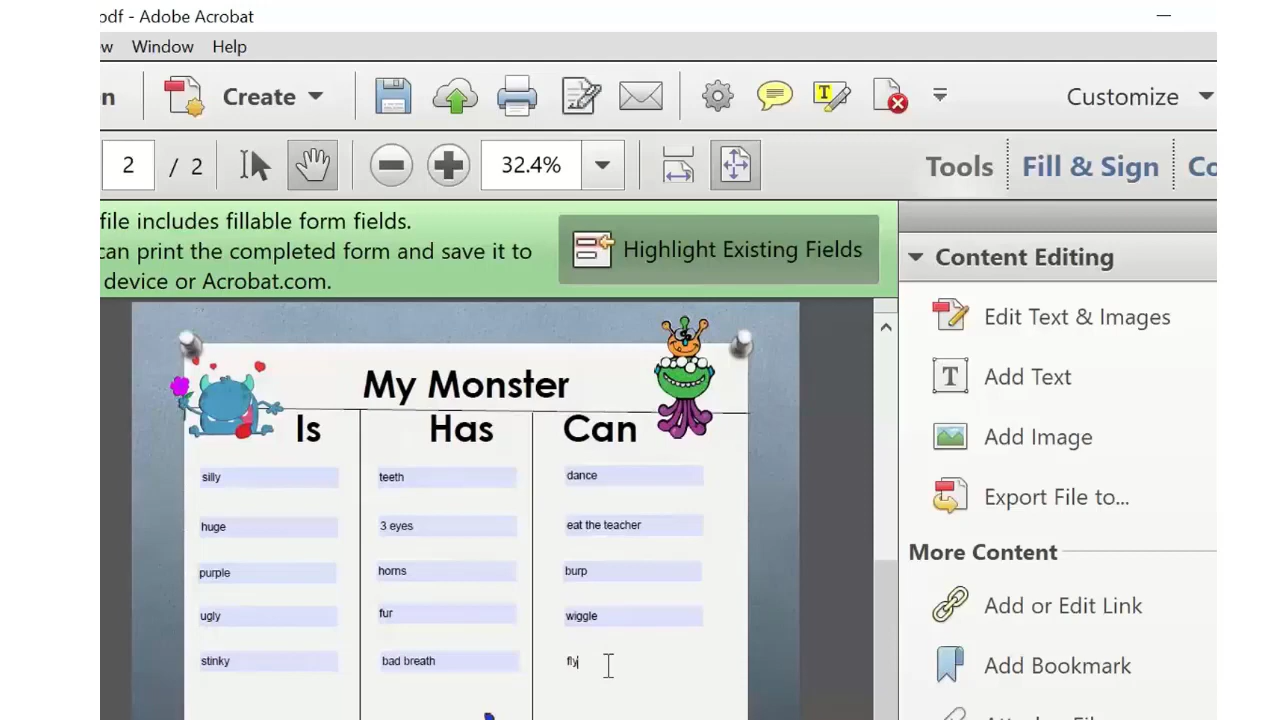 pdf - Adobe Acrobat
ew Window Help
n Create Customize
2 / 2 32.4% Tools Fill & Sign Co
file includes fillable form fields.
can print the completed form and save it to
device or Acrobat.com.
Highlight Existing Fields
Content Editing
Edit Text & Images
Add Text
Add Image
Export File to...
More Content
Add or Edit Link
Add Bookmark
My Monster
Is Has Can
silly teeth dance
huge 3 eyes eat the teacher
purple horns burp
ugly fur wiggle
stinky bad breath fly